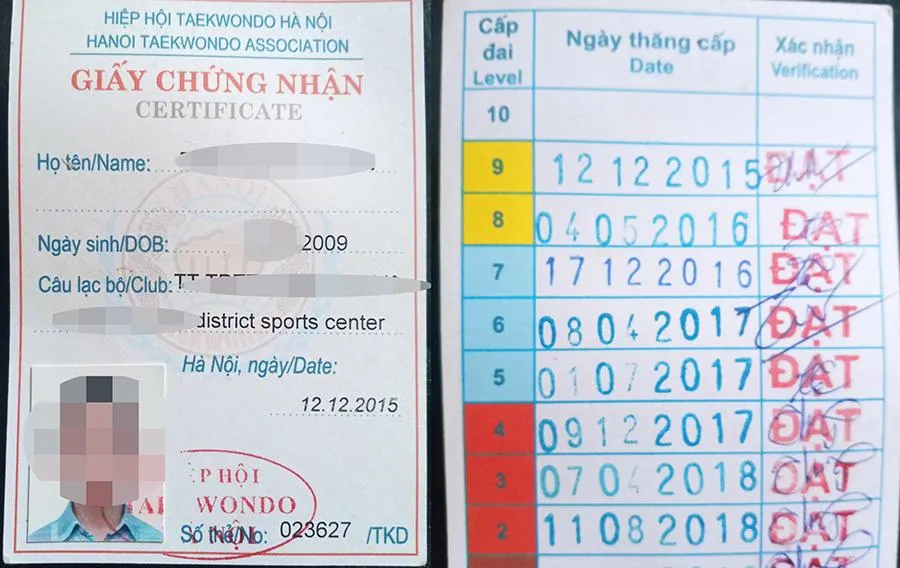 HIỆP HỘI TAEKWONDO HÀ NỘI
HANOI TAEKWONDO ASSOCIATION
GIẤY CHỨNG NHẬN
CERTIFICATE
Họ tên/Name:
Ngày sinh/DOB: 2009
Câu lạc bộ/Club:
district sports center
Hà Nội, ngày/Date:
12.12.2015
P HỘI
WONDO
NỘI
Số thẻ/No: 023627 /TKD
Cấp đai Level
Ngày thăng cấp Date
Xác nhận Verification
10
9 12 12 2015 ĐẠT
8 04 05 2016 ĐẠT
7 17 12 2016 ĐẠT
6 08 04 2017 ĐẠT
5 01 07 2017 ĐẠT
4 09 12 2017 ĐẠT
3 07 04 2018 ĐẠT
2 11 08 2018 ĐẠT